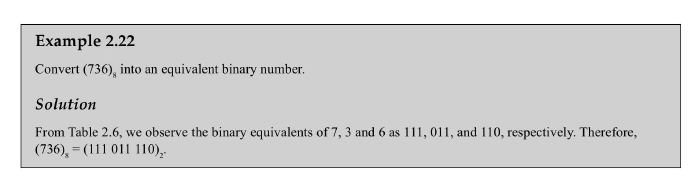 Example 2.22
Convert (736)₈ into an equivalent binary number.
Solution
From Table 2.6, we observe the binary equivalents of 7, 3 and 6 as 111, 011, and 110, respectively. Therefore,
(736)₈ = (111 011 110)₂.